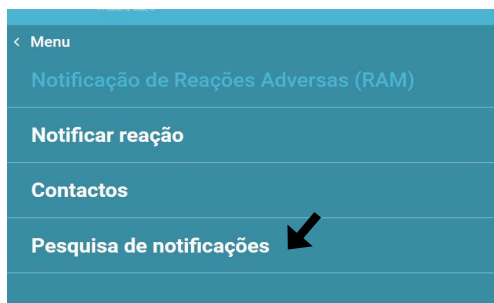 < Menu
Notificação de Reações Adversas (RAM)
Notificar reação
Contactos
Pesquisa de notificações